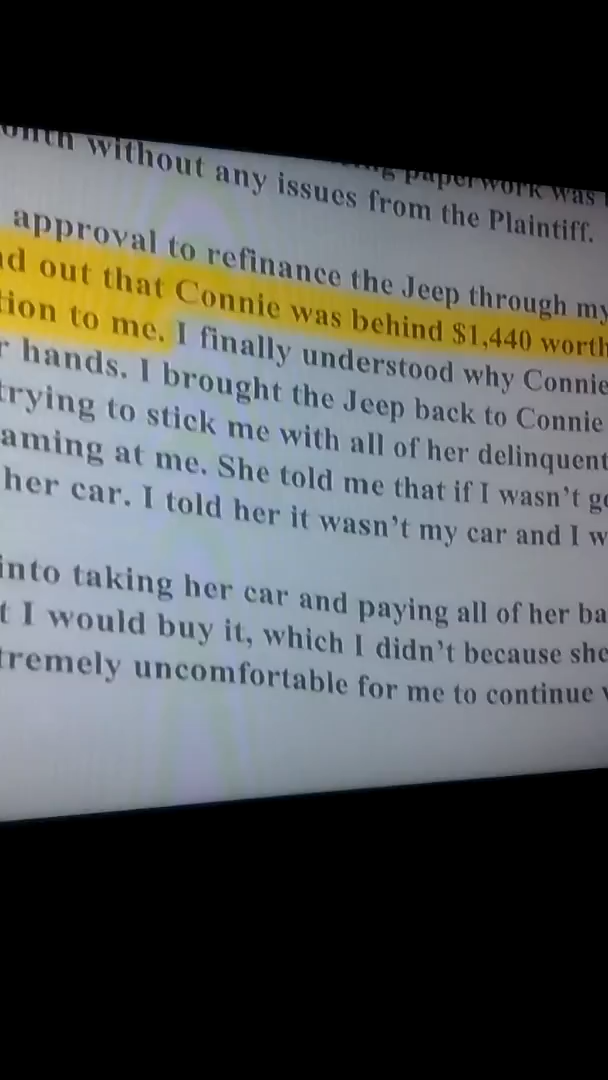 paperwork was
without any issues from the Plaintiff.
approval to refinance the Jeep through my
out that Connie was behind $1,440 worth
to me. I finally understood why Connie
hands. I brought the Jeep back to Connie
trying to stick me with all of her delinquent
at me. She told me that if I wasn't
her car. I told her it wasn't my car and I
into taking her car and paying all of her
I would buy it, which I didn't because she
uncomfortable for me to continue